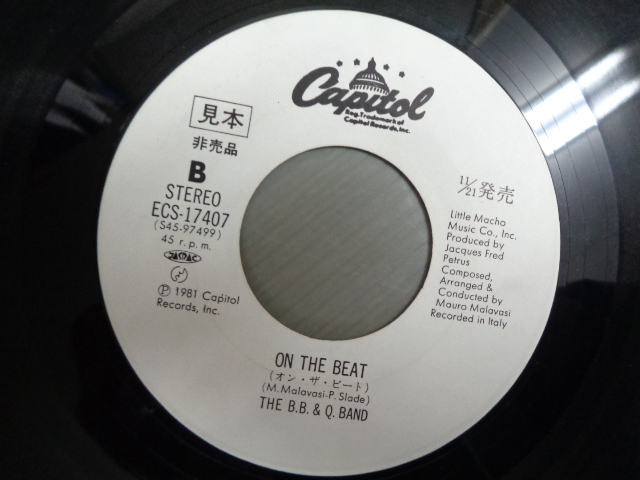 Capitol
Reg. Trademark of
Capitol Records, Inc.
見本
非売品
B
STEREO
ECS-17407
(S45-97499)
45 r.p.m.
Ⓟ 1981 Capitol
Records, Inc.
11/21発売
Little Macho
Music Co., Inc.
Produced by
Jacques Fred
Petrus
Composed,
Arranged &
Conducted by
Mauro Malavasi
Recorded in Italy
ON THE BEAT
(オン・ザ・ビート)
(M. Malavasi-P. Slade)
THE B.B. & Q. BAND